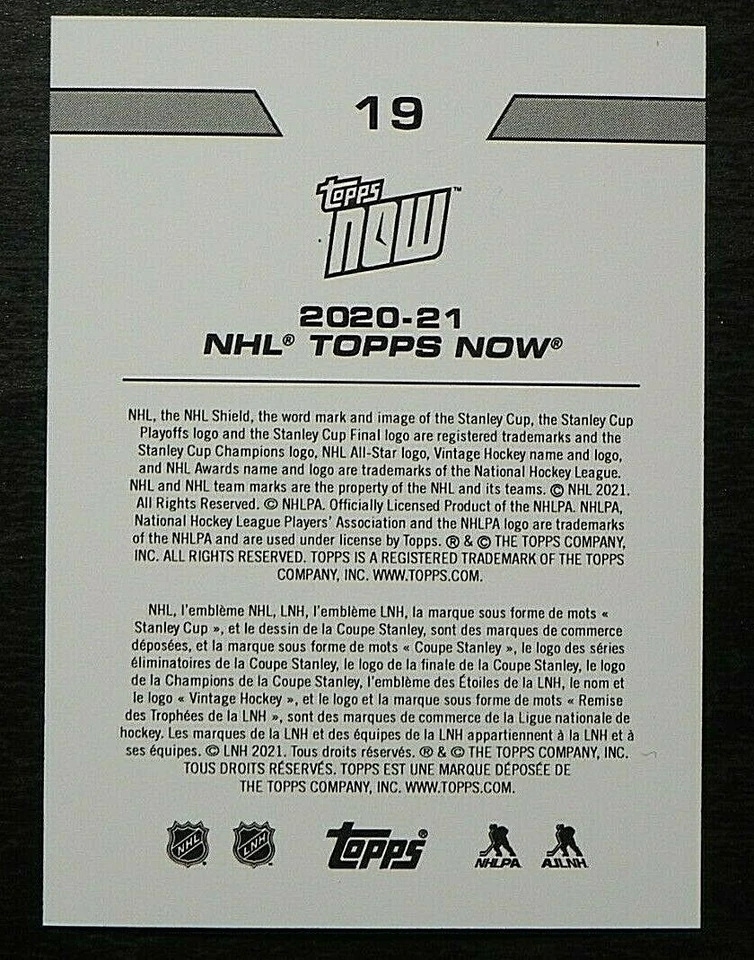 19
topps
now™
2020-21
NHL® TOPPS NOW®
NHL, the NHL Shield, the word mark and image of the Stanley Cup, the Stanley Cup
Playoffs logo and the Stanley Cup Final logo are registered trademarks and the
Stanley Cup Champions logo, NHL All-Star logo, Vintage Hockey name and logo,
and NHL Awards name and logo are trademarks of the National Hockey League.
NHL and NHL team marks are the property of the NHL and its teams. © NHL 2021.
All Rights Reserved. © NHLPA. Officially Licensed Product of the NHLPA. NHLPA,
National Hockey League Players' Association and the NHLPA logo are trademarks
of the NHLPA and are used under license by Topps. ® & © THE TOPPS COMPANY,
INC. ALL RIGHTS RESERVED. TOPPS IS A REGISTERED TRADEMARK OF THE TOPPS
COMPANY, INC. WWW.TOPPS.COM.
NHL, l'emblème NHL, LNH, l'emblème LNH, la marque sous forme de mots «
Stanley Cup », et le dessin de la Coupe Stanley, sont des marques de commerce
déposées, et la marque sous forme de mots « Coupe Stanley », le logo des séries
éliminatoires de la Coupe Stanley, le logo de la finale de la Coupe Stanley, le logo
de la Champions de la Coupe Stanley, l'emblème des Étoiles de la LNH, le nom et
le logo « Vintage Hockey », et le logo et la marque sous forme de mots « Remise
des Trophées de la LNH », sont des marques de commerce de la Ligue nationale de
hockey. Les marques de la LNH et des équipes de la LNH appartiennent à la LNH et à
ses équipes. © LNH 2021. Tous droits réservés. ® & © THE TOPPS COMPANY, INC.
TOUS DROITS RÉSERVÉS. TOPPS EST UNE MARQUE DÉPOSÉE DE
THE TOPPS COMPANY, INC. WWW.TOPPS.COM.
NHL LNH topps® NHLPA AJLNH